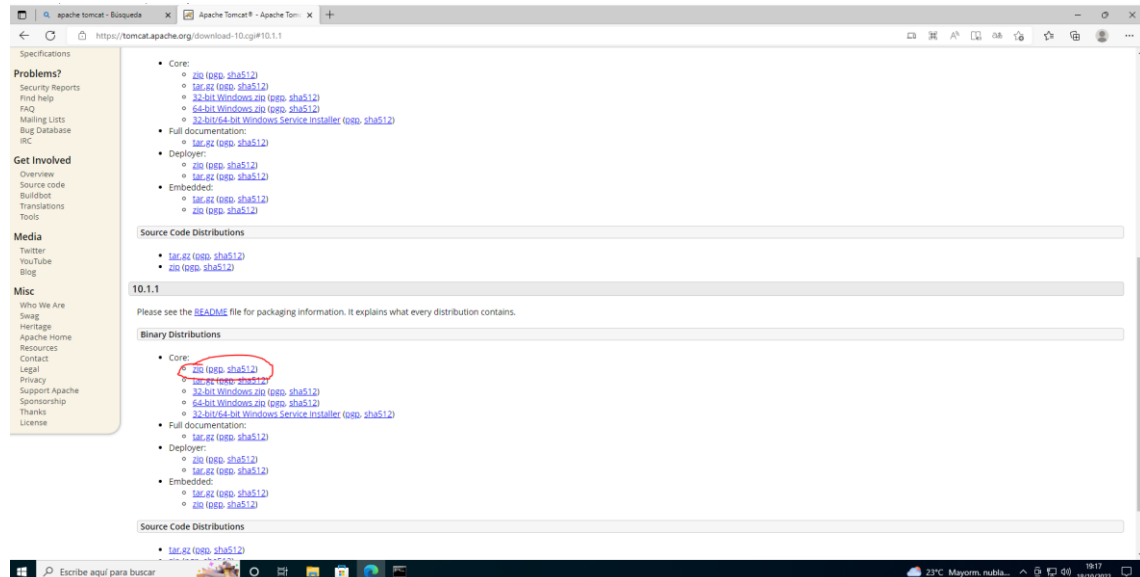 apache tomcat - Búsqueda
Apache Tomcat® - Apache Tom
https://tomcat.apache.org/download-10.cgi#10.1.1
Specifications
Problems?
Security Reports
Find help
FAQ
Mailing Lists
Bug Database
IRC
Get Involved
Overview
Source code
Buildbot
Translations
Tools
Media
Twitter
YouTube
Blog
Misc
Who We Are
Swag
Heritage
Apache Home
Resources
Contact
Legal
Privacy
Support Apache
Sponsorship
Thanks
License
Core:
zip (pgp, sha512)
tar.gz (pgp, sha512)
32-bit Windows zip (pgp, sha512)
64-bit Windows zip (pgp, sha512)
32-bit/64-bit Windows Service Installer (pgp, sha512)
Full documentation:
tar.gz (pgp, sha512)
Deployer:
zip (pgp, sha512)
tar.gz (pgp, sha512)
Embedded:
tar.gz (pgp, sha512)
zip (pgp, sha512)
Source Code Distributions
tar.gz (pgp, sha512)
zip (pgp, sha512)
10.1.1
Please see the README file for packaging information. It explains what every distribution contains.
Binary Distributions
Core:
zip (pgp, sha512)
tar.gz (pgp, sha512)
32-bit Windows zip (pgp, sha512)
64-bit Windows zip (pgp, sha512)
32-bit/64-bit Windows Service Installer (pgp, sha512)
Full documentation:
tar.gz (pgp, sha512)
Deployer:
zip (pgp, sha512)
tar.gz (pgp, sha512)
Embedded:
tar.gz (pgp, sha512)
zip (pgp, sha512)
Source Code Distributions
tar.gz (pgp, sha512)
Escribe aquí para buscar
23°C Mayorm. nubla...
19:17